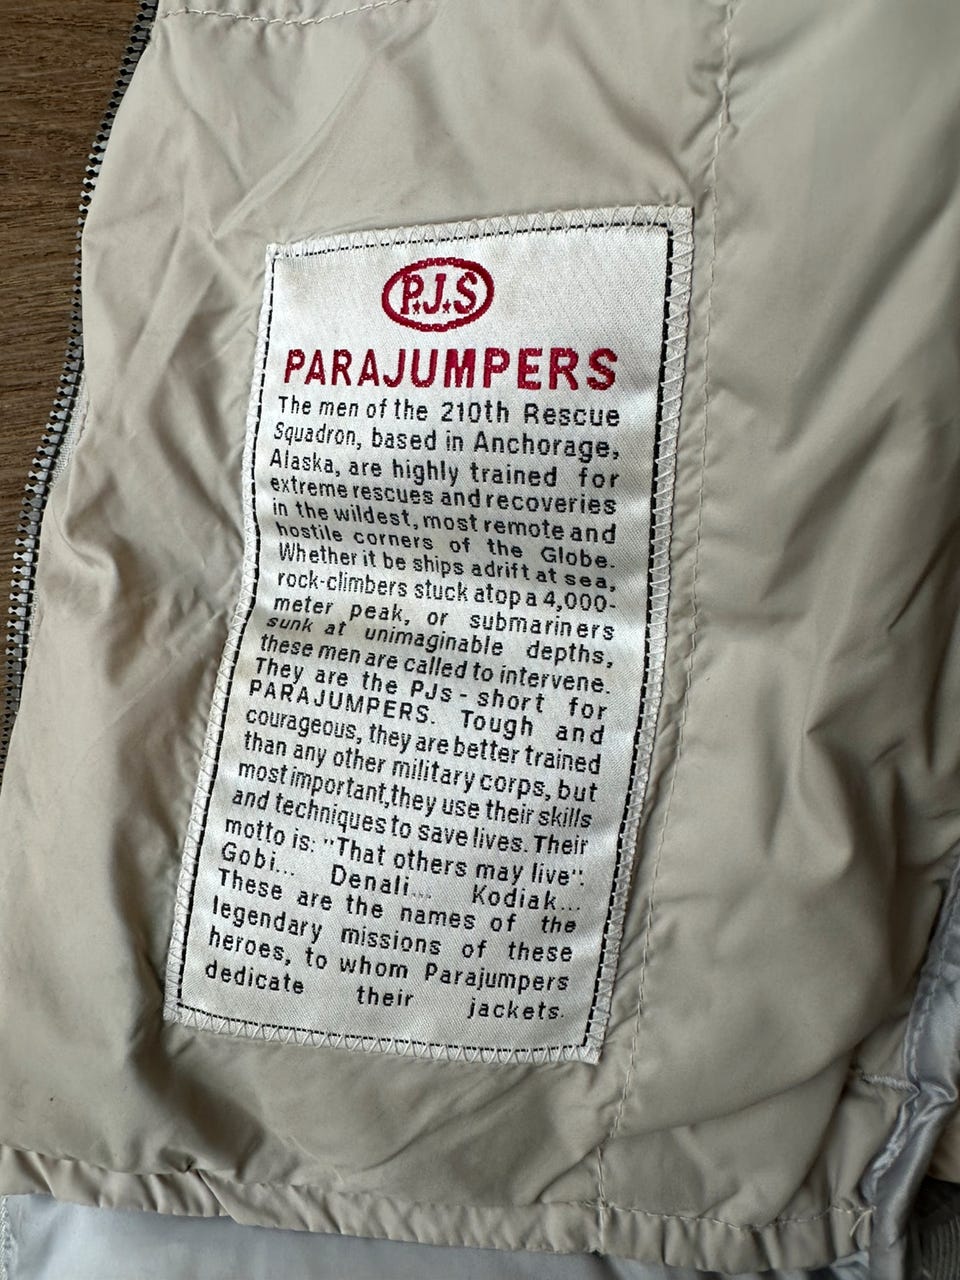 P.J.S
PARAJUMPERS
The men of the 210th Rescue
Squadron, based in Anchorage,
Alaska, are highly trained for
extreme rescues and recoveries
in the wildest, most remote and
hostile corners of the Globe.
Whether it be ships adrift at sea,
rock-climbers stuck atop a 4,000-
meter peak, or submariners
sunk at unimaginable depths,
these men are called to intervene.
They are the PJs - short for
PARAJUMPERS. Tough and
courageous, they are better trained
than any other military corps, but
most important,they use their skills
and techniques to save lives. Their
motto is: "That others may live".
Gobi... Denali... Kodiak...
These are the names of the
legendary missions of these
heroes, to whom Parajumpers
dedicate their jackets.